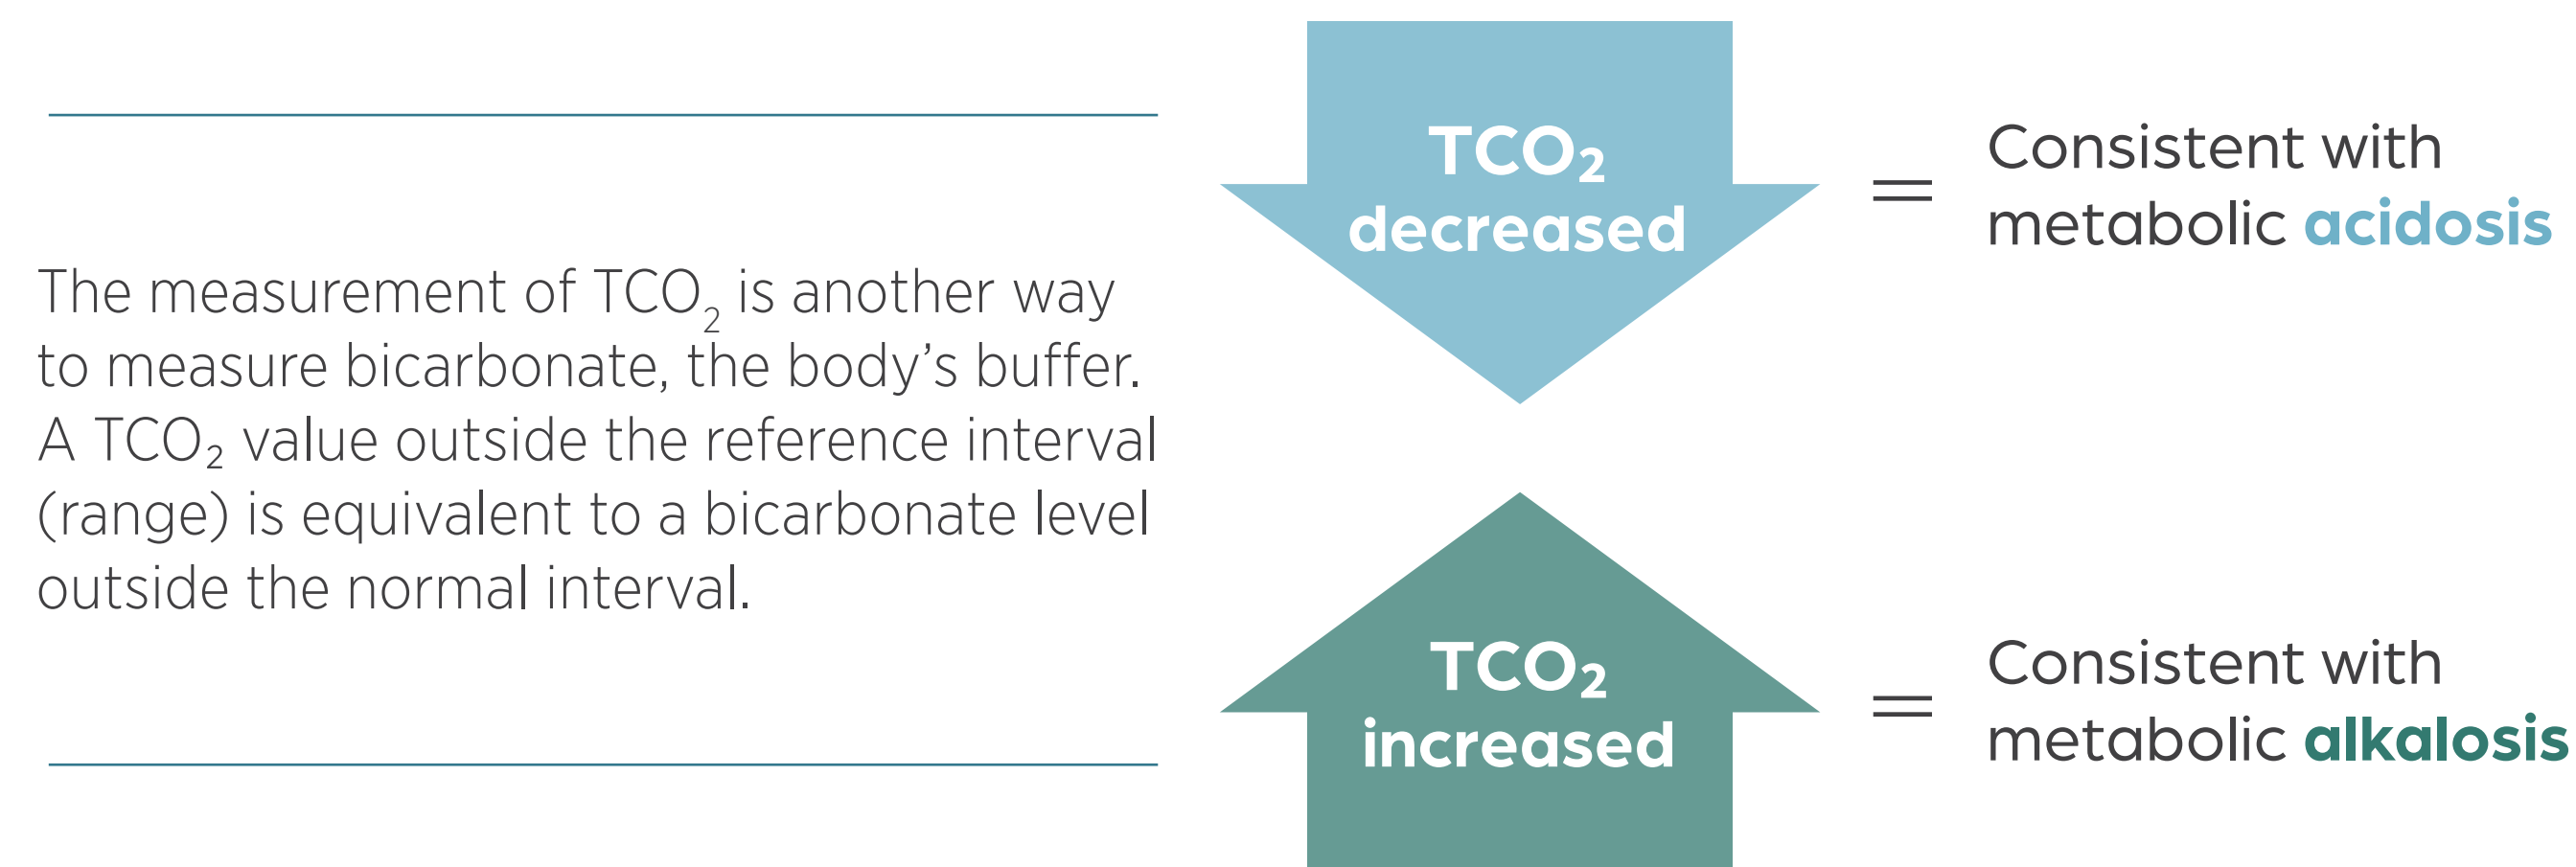 The measurement of TCO₂ is another way
to measure bicarbonate, the body’s buffer.
A TCO₂ value outside the reference interval
(range) is equivalent to a bicarbonate level
outside the normal interval.
TCO₂
decreased
=
Consistent with
metabolic acidosis
TCO₂
increased
=
Consistent with
metabolic alkalosis